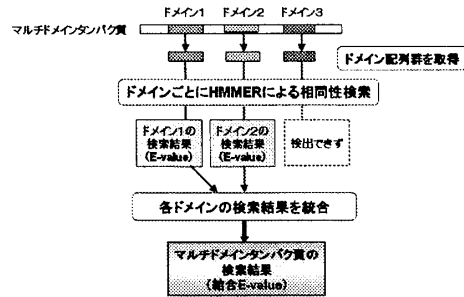 ドメイン1 ドメイン2 ドメイン3
マルチドメインタンパク質
ドメイン配列群を取得
ドメインごとにHMMERによる相同性検索
ドメイン1の
検索結果
(E-value)
ドメイン2の
検索結果
(E-value)
検出できず
各ドメインの検索結果を統合
マルチドメインタンパク質の
検索結果
(結合E-value)